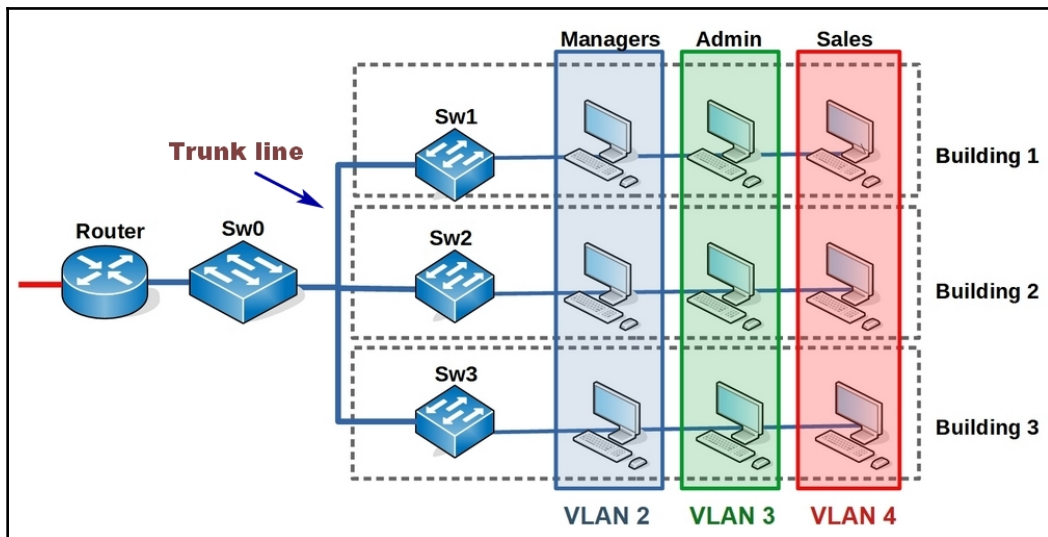 Managers
Admin
Sales
Sw1
Trunk line
Building 1
Router
Sw0
Sw2
Building 2
Sw3
Building 3
VLAN 2
VLAN 3
VLAN 4